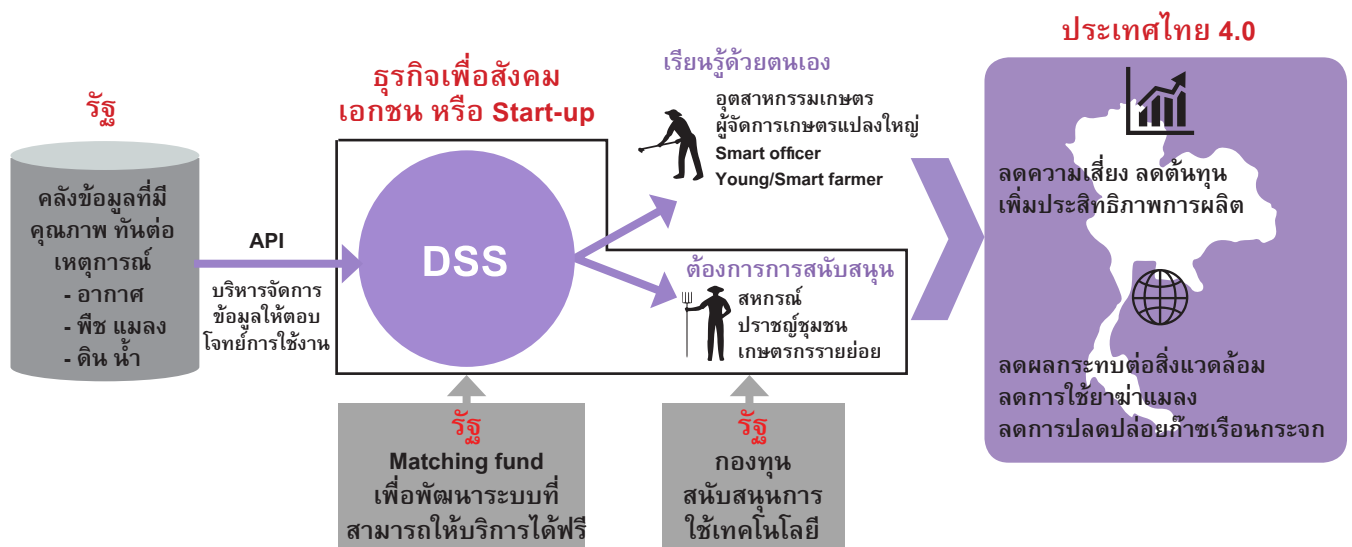 รัฐ
คลังข้อมูลที่มี
คุณภาพ ทันต่อ
เหตุการณ์
- อากาศ
- พืช แมลง
- ดิน น้ำ
API
บริหารจัดการ
ข้อมูลให้ตอบ
โจทย์การใช้งาน
ธุรกิจเพื่อสังคม
เอกชน หรือ Start-up
DSS
เรียนรู้ด้วยตนเอง
อุตสาหกรรมเกษตร
ผู้จัดการเกษตรแปลงใหญ่
Smart officer
Young/Smart farmer
ต้องการการสนับสนุน
สหกรณ์
ปราชญ์ชุมชน
เกษตรกรรายย่อย
รัฐ
Matching fund
เพื่อพัฒนาระบบที่
สามารถให้บริการได้ฟรี
รัฐ
กองทุน
สนับสนุนการ
ใช้เทคโนโลยี
ประเทศไทย 4.0
ลดความเสี่ยง ลดต้นทุน
เพิ่มประสิทธิภาพการผลิต
ลดผลกระทบต่อสิ่งแวดล้อม
ลดการใช้ยาฆ่าแมลง
ลดการปลดปล่อยก๊าซเรือนกระจก